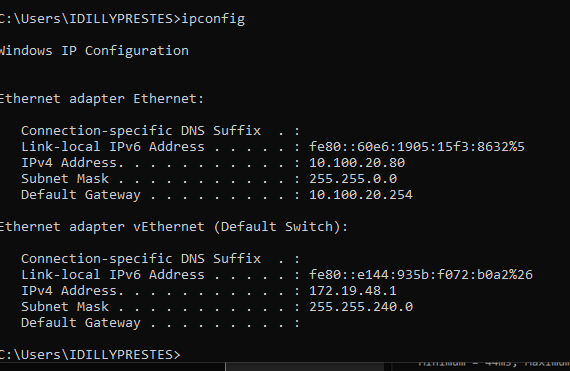 C:\Users\IDILLYPRESTES>ipconfig
Windows IP Configuration
Ethernet adapter Ethernet:
Connection-specific DNS Suffix  . :
Link-local IPv6 Address . . . . . : fe80::60e6:1905:15f3:8632%5
IPv4 Address. . . . . . . . . . . : 10.100.20.80
Subnet Mask . . . . . . . . . . . : 255.255.0.0
Default Gateway . . . . . . . . . : 10.100.20.254
Ethernet adapter vEthernet (Default Switch):
Connection-specific DNS Suffix  . :
Link-local IPv6 Address . . . . . : fe80::e144:935b:f072:b0a2%26
IPv4 Address. . . . . . . . . . . : 172.19.48.1
Subnet Mask . . . . . . . . . . . : 255.255.240.0
Default Gateway . . . . . . . . . :
C:\Users\IDILLYPRESTES>
Minimum = 44ms, Maximum